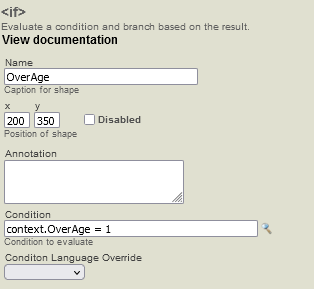 <if>
Evaluate a condition and branch based on the result.
View documentation
Name
OverAge
Caption for shape
x y
200 350 Disabled
Position of shape
Annotation
Condition
context.OverAge = 1
Condition to evaluate
Conditon Language Override